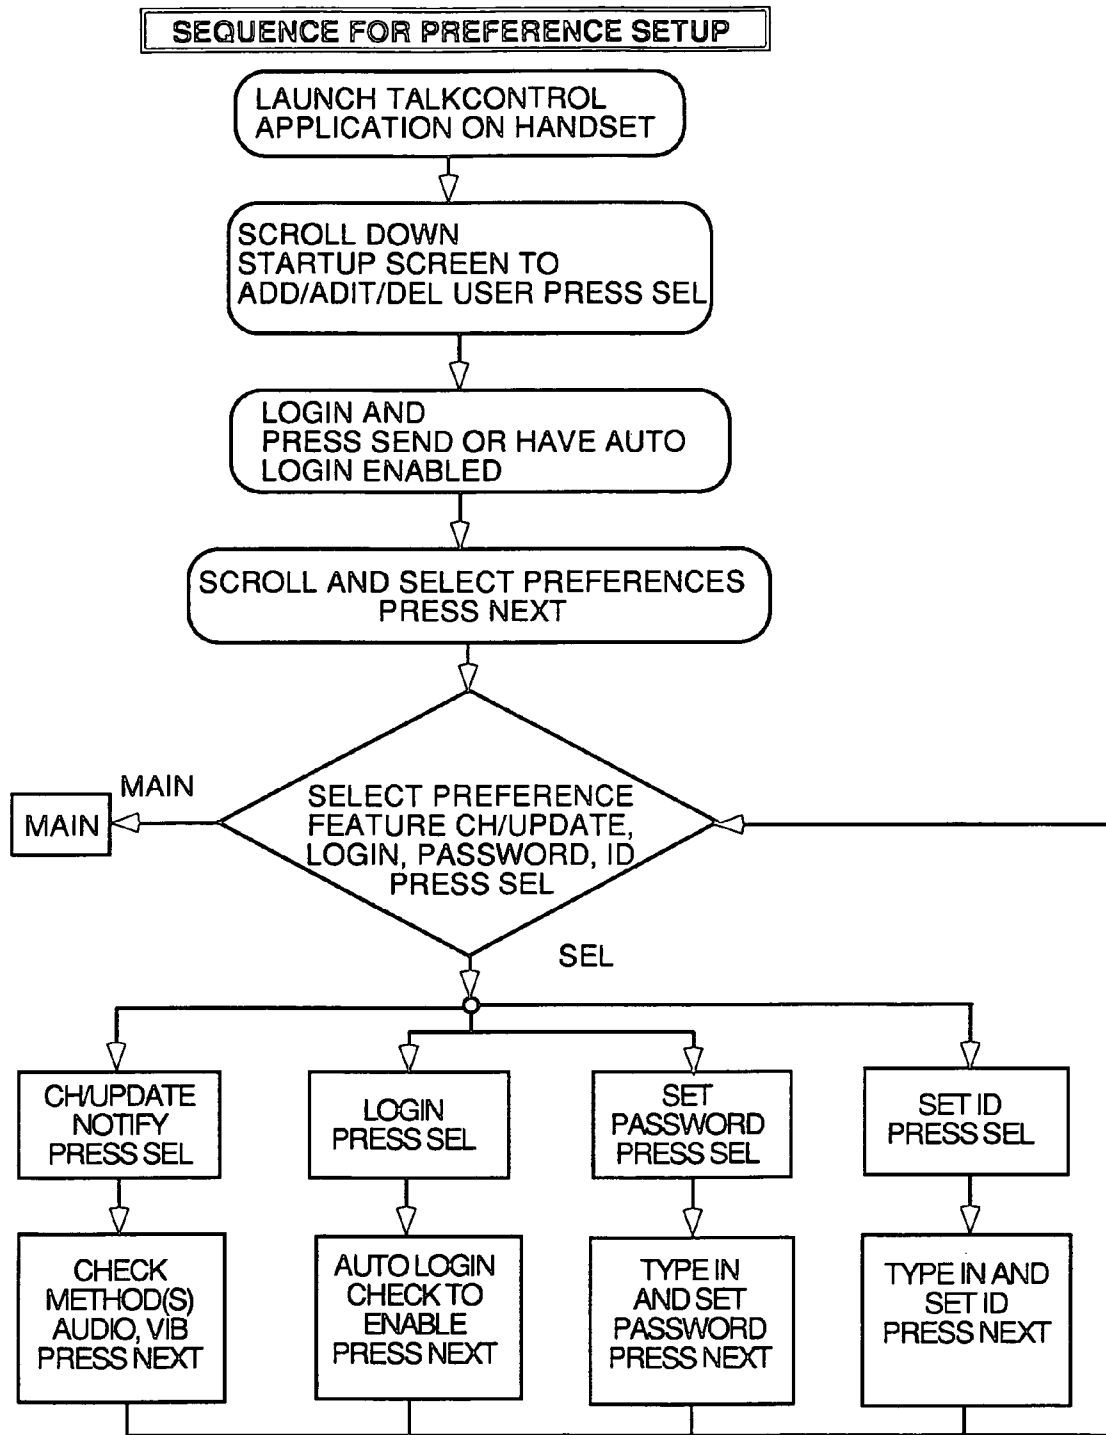 SEQUENCE FOR PREFERENCE SETUP
LAUNCH TALKCONTROL
APPLICATION ON HANDSET
SCROLL DOWN
STARTUP SCREEN TO
ADD/ADIT/DEL USER PRESS SEL
LOGIN AND
PRESS SEND OR HAVE AUTO
LOGIN ENABLED
SCROLL AND SELECT PREFERENCES
PRESS NEXT
MAIN
MAIN
SELECT PREFERENCE
FEATURE CH/UPDATE,
LOGIN, PASSWORD, ID
PRESS SEL
SEL
CH/UPDATE
NOTIFY
PRESS SEL
LOGIN
PRESS SEL
SET
PASSWORD
PRESS SEL
SET ID
PRESS SEL
CHECK
METHOD(S)
AUDIO, VIB
PRESS NEXT
AUTO LOGIN
CHECK TO
ENABLE
PRESS NEXT
TYPE IN
AND SET
PASSWORD
PRESS NEXT
TYPE IN AND
SET ID
PRESS NEXT